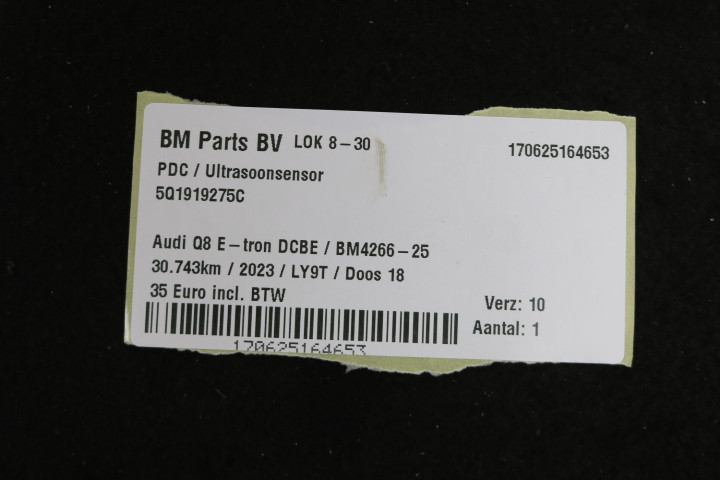 BM Parts BV LOK 8-30 170625164653
PDC / Ultrasoonsensor
5Q1919275C
Audi Q8 E-tron DCBE / BM4266-25
30.743km / 2023 / LY9T / Doos 18
35 Euro incl. BTW
Verz: 10
Aantal: 1
170625164653